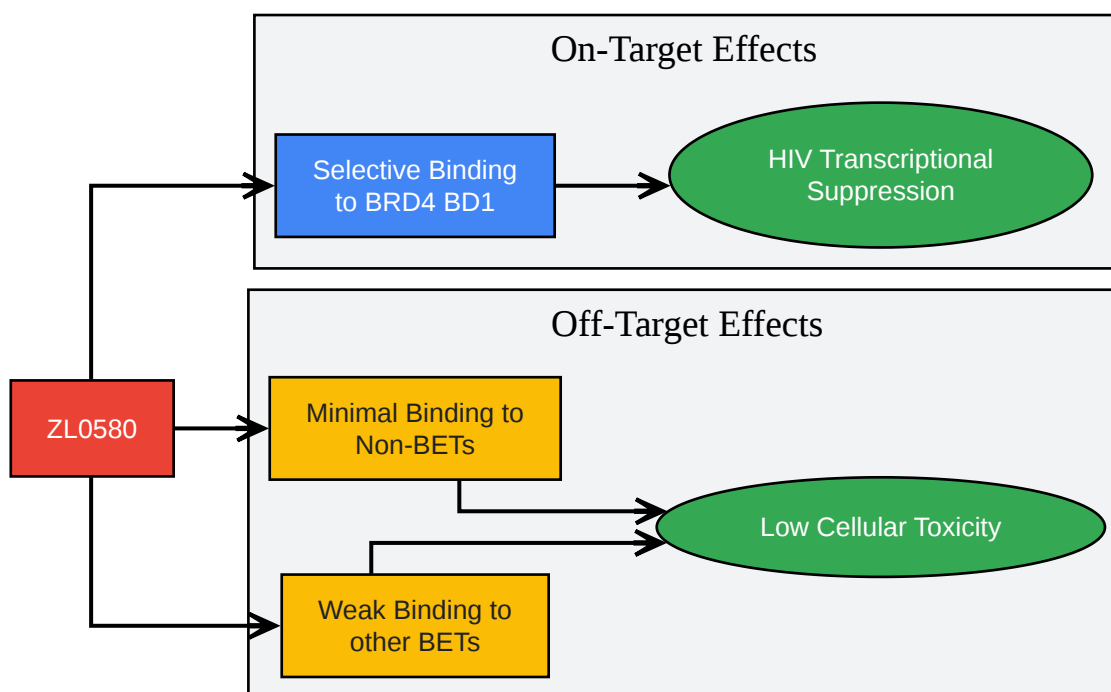 On-Target Effects
Selective Binding
to BRD4 BD1
HIV Transcriptional
Suppression
Off-Target Effects
ZL0580
Minimal Binding to
Non-BETs
Low Cellular Toxicity
Weak Binding to
other BETs